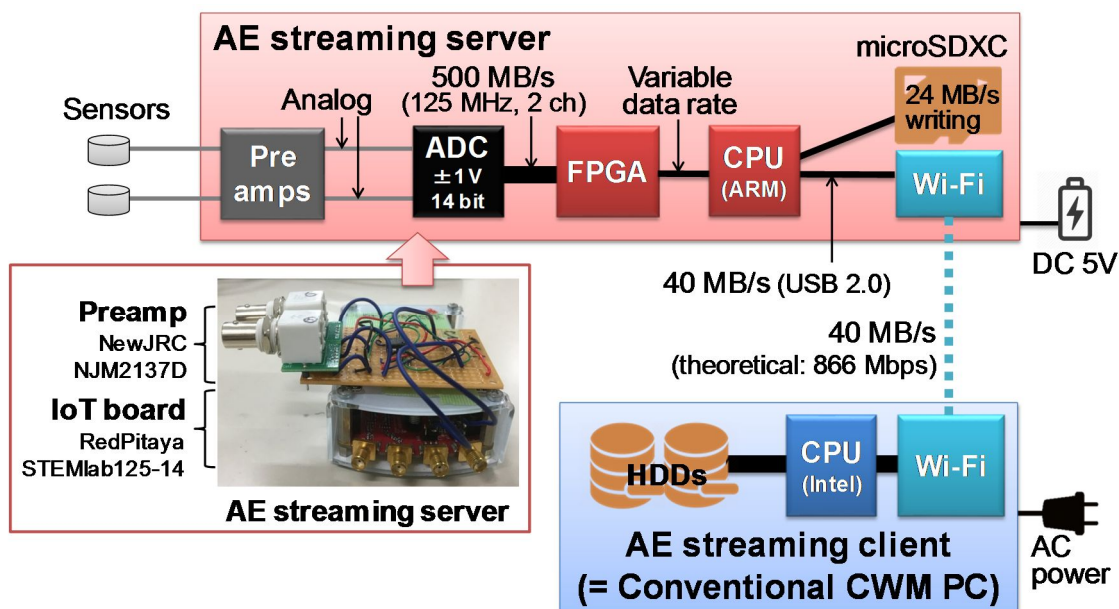 AE streaming server
microSDXC
500 MB/s
(125 MHz, 2 ch)
Variable
data rate
24 MB/s
writing
Sensors
Analog
Pre
amps
ADC
±1V
14 bit
FPGA
CPU
(ARM)
Wi-Fi
DC 5V
40 MB/s (USB 2.0)
40 MB/s
(theoretical: 866 Mbps)
Preamp
NewJRC
NJM2137D
IoT board
RedPitaya
STEMlab125-14
AE streaming server
HDDs
CPU
(Intel)
Wi-Fi
AE streaming client
(= Conventional CWM PC)
AC
power